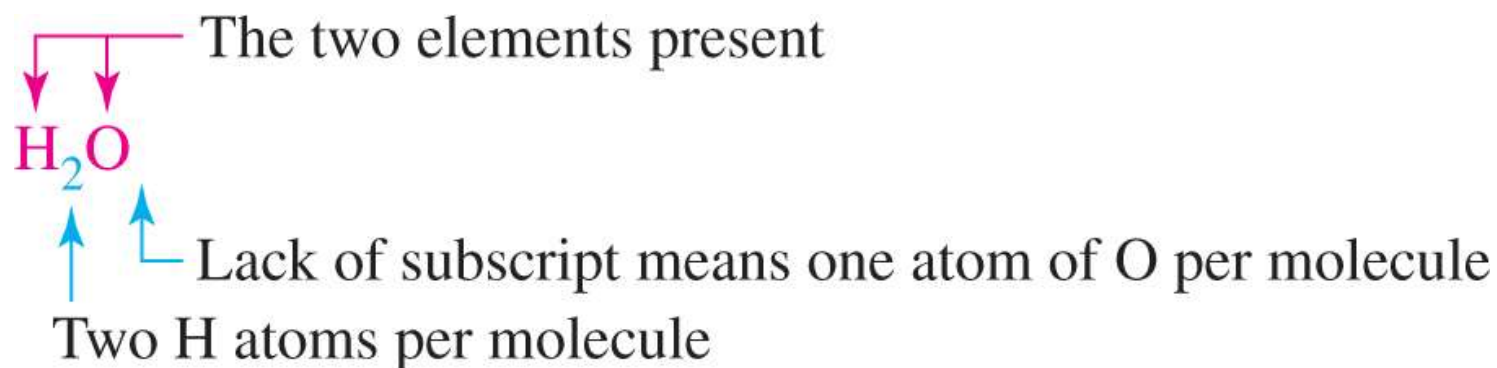 The two elements present
H₂O
Lack of subscript means one atom of O per molecule
Two H atoms per molecule